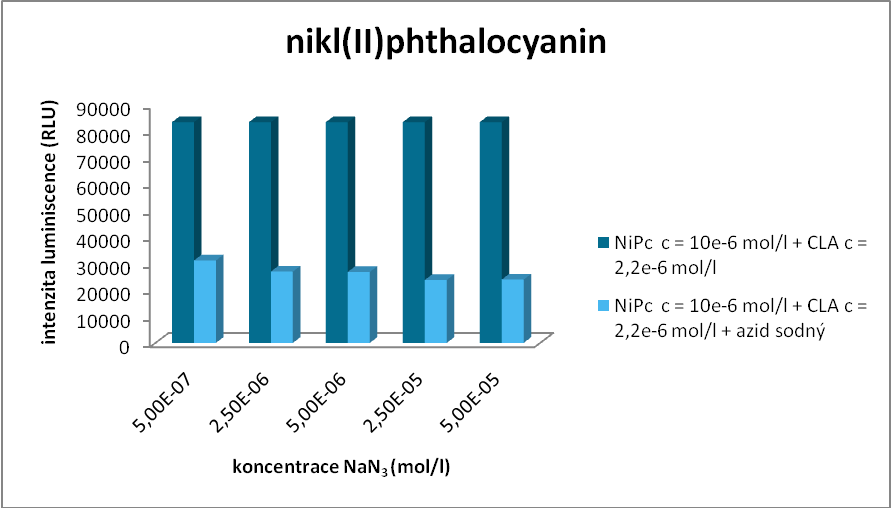 nikl(II)phthalocyanin
intenzita luminiscence (RLU)
90000
80000
70000
60000
50000
40000
30000
20000
10000
0
5,00E-07
2,50E-06
5,00E-06
2,50E-05
5,00E-05
koncentrace NaN₃ (mol/l)
NiPc c = 10e-6 mol/l + CLA c =
2,2e-6 mol/l
NiPc c = 10e-6 mol/l + CLA c =
2,2e-6 mol/l + azid sodný